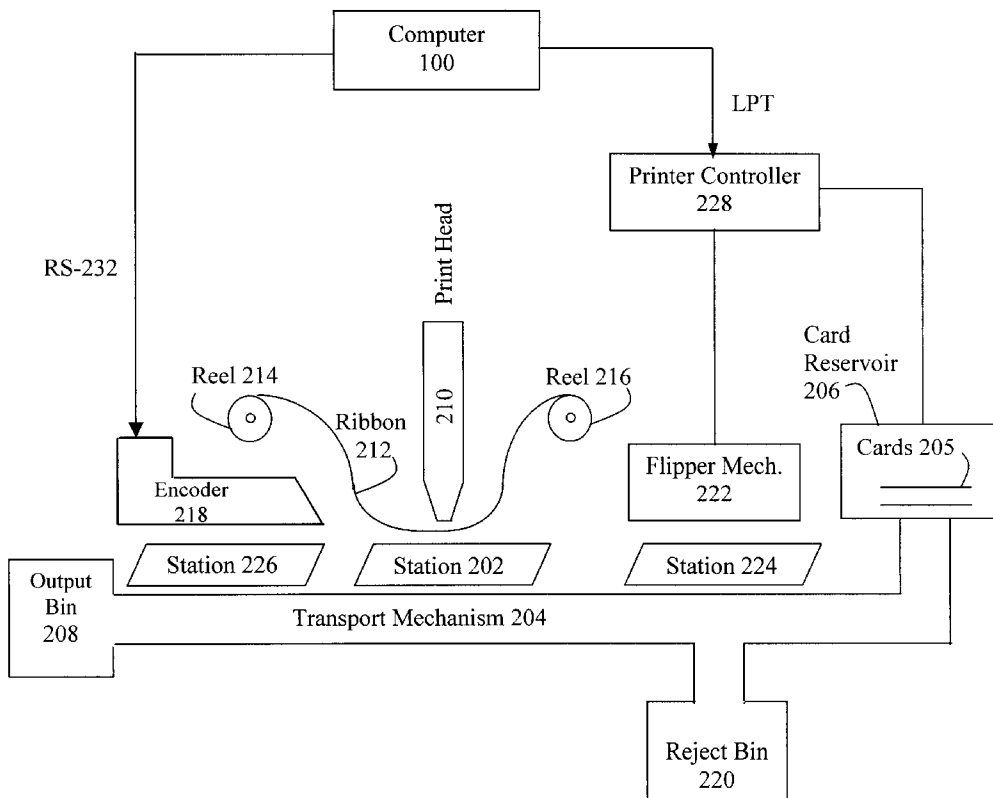 Computer
100
LPT
Printer Controller
228
RS-232
Print Head
210
Card
Reservoir
206
Reel 214
Reel 216
Ribbon
212
Cards 205
Flipper Mech.
222
Encoder
218
Station 226
Station 202
Station 224
Output
Bin
208
Transport Mechanism 204
Reject Bin
220